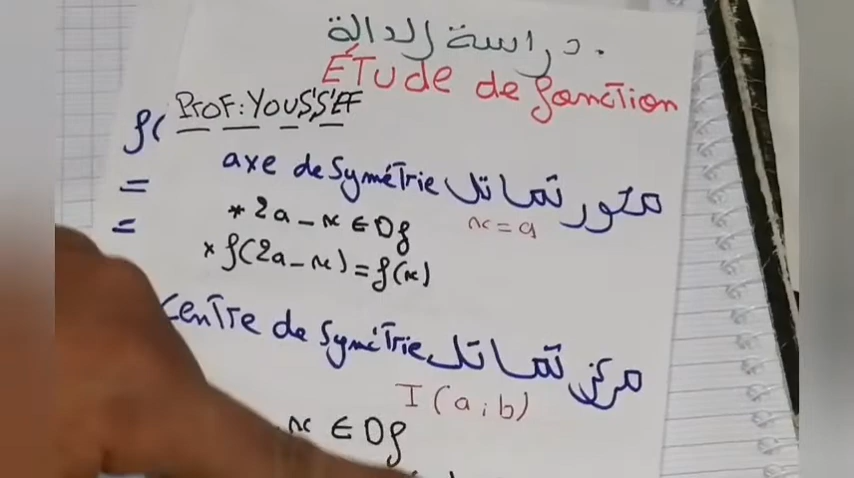 دراسة الدالة.
ÉTude de fonction
Prof: YOUSSEF
f(
axe de Symétrie محور تماثل
=
* 2a - x ∈ Df x = a
=
× f(2a - x) = f(x)
Centre de Symétrie مركز تماثل
I(a ; b)
x ∈ Df